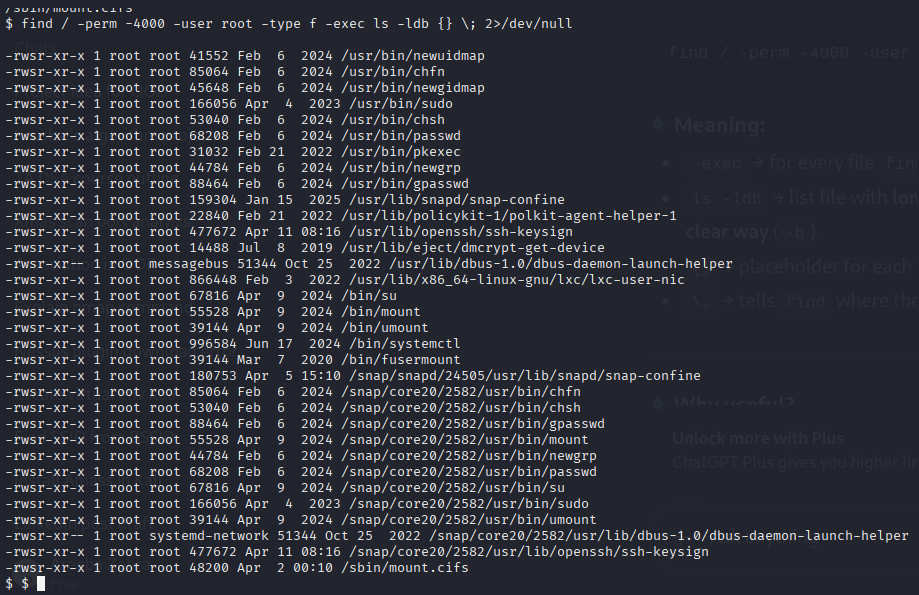 /sbin/mount.cifs
$ find / -perm -4000 -user root -type f -exec ls -ldb {} \; 2>/dev/null
-rwsr-xr-x 1 root root 41552 Feb  6  2024 /usr/bin/newuidmap
-rwsr-xr-x 1 root root 85064 Feb  6  2024 /usr/bin/chfn
-rwsr-xr-x 1 root root 45648 Feb  6  2024 /usr/bin/newgidmap
-rwsr-xr-x 1 root root 166056 Apr  4  2023 /usr/bin/sudo
-rwsr-xr-x 1 root root 53040 Feb  6  2024 /usr/bin/chsh
-rwsr-xr-x 1 root root 68208 Feb  6  2024 /usr/bin/passwd
-rwsr-xr-x 1 root root 31032 Feb 21  2022 /usr/bin/pkexec
-rwsr-xr-x 1 root root 44784 Feb  6  2024 /usr/bin/newgrp
-rwsr-xr-x 1 root root 88464 Feb  6  2024 /usr/bin/gpasswd
-rwsr-xr-x 1 root root 159304 Jan 15  2025 /usr/lib/snapd/snap-confine
-rwsr-xr-x 1 root root 22840 Feb 21  2022 /usr/lib/policykit-1/polkit-agent-helper-1
-rwsr-xr-x 1 root root 477672 Apr 11 08:16 /usr/lib/openssh/ssh-keysign
-rwsr-xr-x 1 root root 14488 Jul  8  2019 /usr/lib/eject/dmcrypt-get-device
-rwsr-xr-- 1 root messagebus 51344 Oct 25  2022 /usr/lib/dbus-1.0/dbus-daemon-launch-helper
-rwsr-xr-x 1 root root 866448 Feb  3  2022 /usr/lib/x86_64-linux-gnu/lxc/lxc-user-nic
-rwsr-xr-x 1 root root 67816 Apr  9  2024 /bin/su
-rwsr-xr-x 1 root root 55528 Apr  9  2024 /bin/mount
-rwsr-xr-x 1 root root 39144 Apr  9  2024 /bin/umount
-rwsr-xr-x 1 root root 996584 Jun 17  2024 /bin/systemctl
-rwsr-xr-x 1 root root 39144 Mar  7  2020 /bin/fusermount
-rwsr-xr-x 1 root root 180753 Apr  5 15:10 /snap/snapd/24505/usr/lib/snapd/snap-confine
-rwsr-xr-x 1 root root 85064 Feb  6  2024 /snap/core20/2582/usr/bin/chfn
-rwsr-xr-x 1 root root 53040 Feb  6  2024 /snap/core20/2582/usr/bin/chsh
-rwsr-xr-x 1 root root 88464 Feb  6  2024 /snap/core20/2582/usr/bin/gpasswd
-rwsr-xr-x 1 root root 55528 Apr  9  2024 /snap/core20/2582/usr/bin/mount
-rwsr-xr-x 1 root root 44784 Feb  6  2024 /snap/core20/2582/usr/bin/newgrp
-rwsr-xr-x 1 root root 68208 Feb  6  2024 /snap/core20/2582/usr/bin/passwd
-rwsr-xr-x 1 root root 67816 Apr  9  2024 /snap/core20/2582/usr/bin/su
-rwsr-xr-x 1 root root 166056 Apr  4  2023 /snap/core20/2582/usr/bin/sudo
-rwsr-xr-x 1 root root 39144 Apr  9  2024 /snap/core20/2582/usr/bin/umount
-rwsr-xr-- 1 root systemd-network 51344 Oct 25  2022 /snap/core20/2582/usr/lib/dbus-1.0/dbus-daemon-launch-helper
-rwsr-xr-x 1 root root 477672 Apr 11 08:16 /snap/core20/2582/usr/lib/openssh/ssh-keysign
-rwsr-xr-x 1 root root 48200 Apr  2 00:10 /sbin/mount.cifs
$ $
find / -perm -4000 -user
Meaning:
-exec → for every file
ls -ldb → list file with
clear way ( -b ).
placeholder for each
\; → tells find where the
Why useful?
Unlock more with Plus
ChatGPT Plus gives you higher